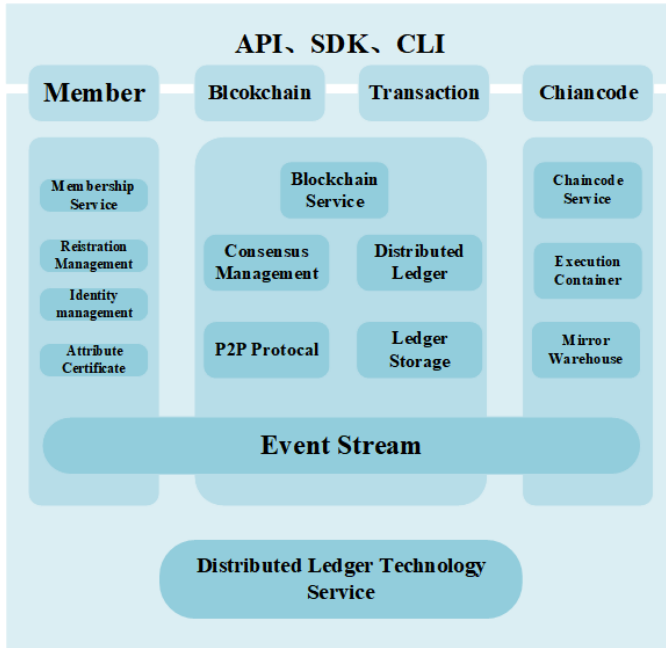 API、SDK、CLI
Member
Blcokchain
Transaction
Chiancode
Membership
Service
Reistration
Management
Identity
management
Attribute
Certificate
Blockchain
Service
Consensus
Management
Distributed
Ledger
P2P Protocal
Ledger
Storage
Chaincode
Service
Execution
Container
Mirror
Warehouse
Event Stream
Distributed Ledger Technology
Service